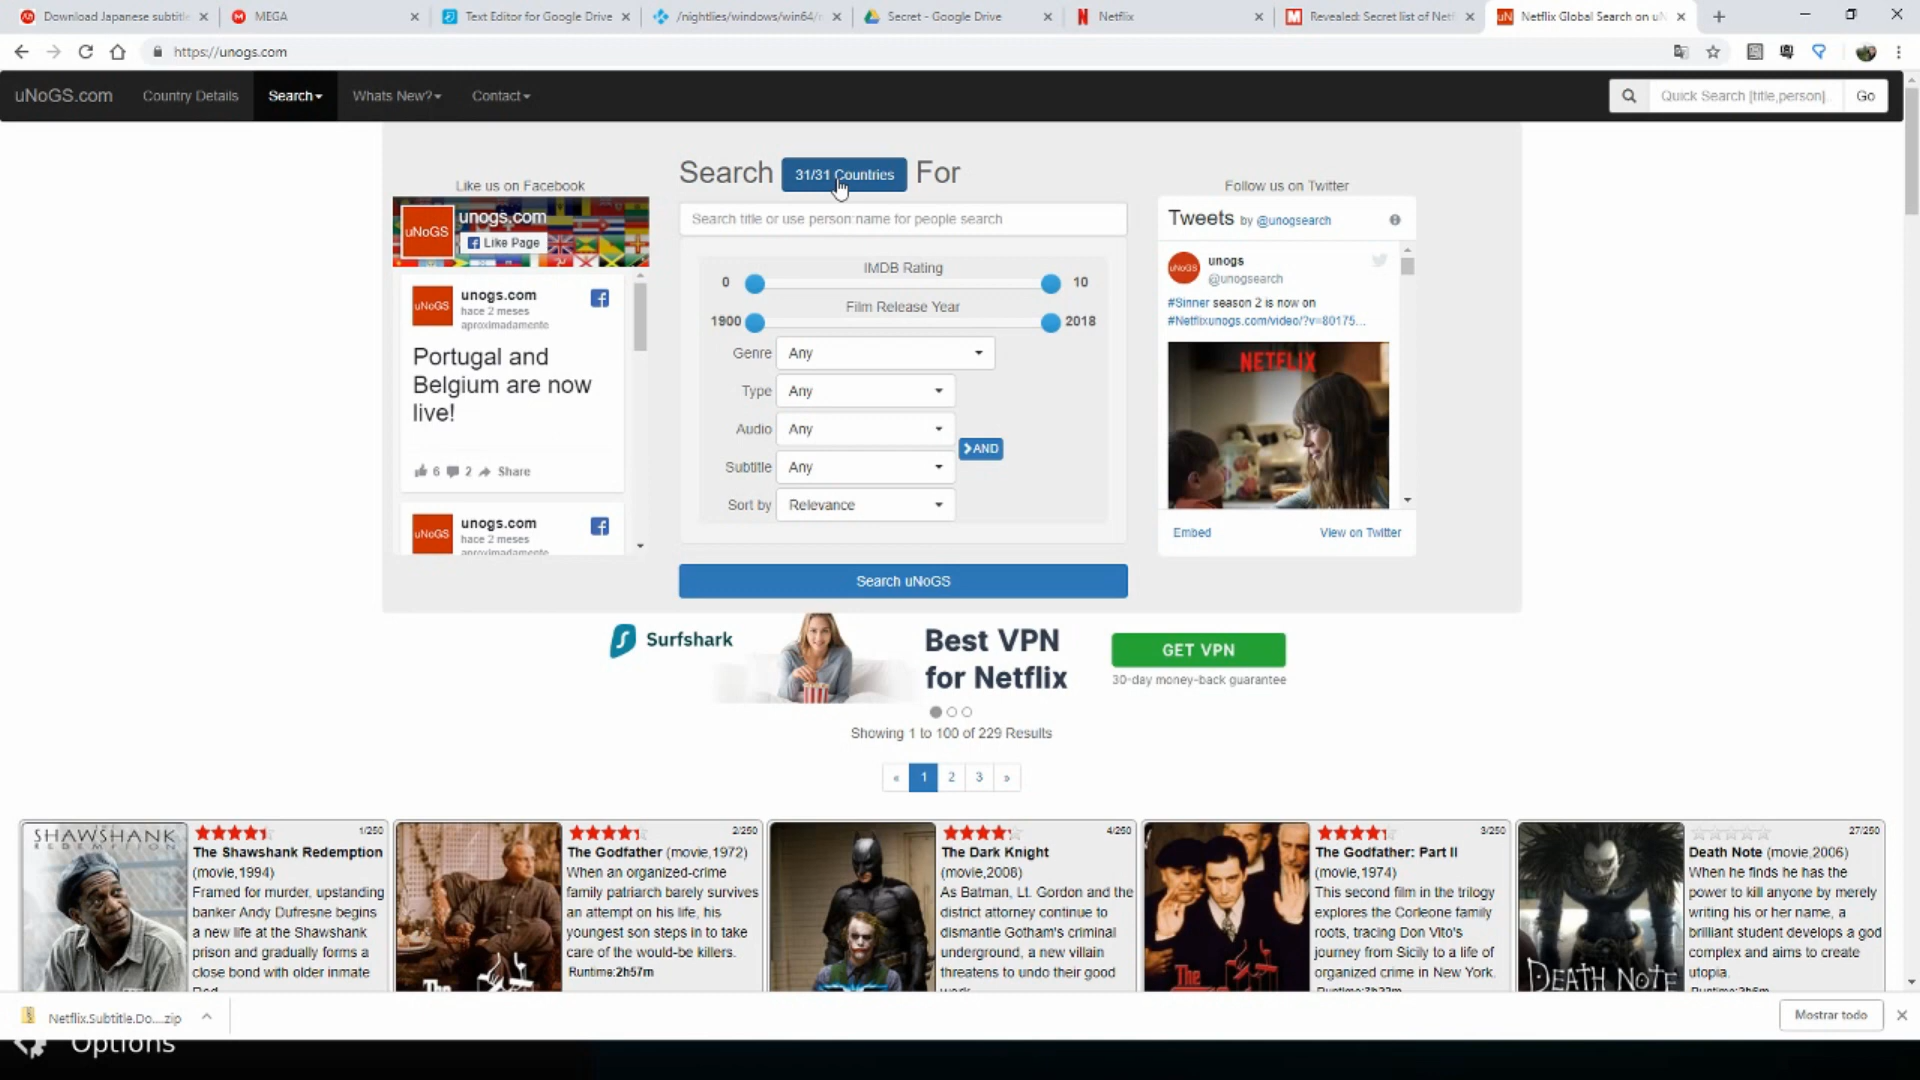 Download Japanese subtitl
MEGA
Text Editor for Google Drive
/nightlies/windows/win64/
Secret - Google Drive
Netflix
Revealed: Secret list of Netf
Netflix Global Search on uN
https://unogs.com
uNoGS.com
Country Details
Search
Whats New?
Contact
Quick Search [title,person].
Go
Search 31/31 Countries For
Search title or use person:name for people search
Like us on Facebook
uNoGS
unogs.com
Like Page
uNoGS
unogs.com
hace 2 meses
aproximadamente
Portugal and
Belgium are now
live!
6 2 Share
uNoGS
unogs.com
hace 2 meses
aproximadamente
IMDB Rating
0 10
Film Release Year
1900 2018
Genre Any
Type Any
Audio Any
AND
Subtitle Any
Sort by Relevance
Search uNoGS
Follow us on Twitter
Tweets by @unogsearch
uNoGS
unogs
@unogsearch
#Sinner season 2 is now on
#Netflixunogs.com/video/?v=80175...
NETFLIX
Embed View on Twitter
Surfshark
Best VPN
for Netflix
GET VPN
30-day money-back guarantee
Showing 1 to 100 of 229 Results
« 1 2 3 »
SHAWSHANK
REDEMPTION
1/250
The Shawshank Redemption
(movie,1994)
Framed for murder, upstanding
banker Andy Dufresne begins
a new life at the Shawshank
prison and gradually forms a
close bond with older inmate
Red
The
2/250
The Godfather (movie,1972)
When an organized-crime
family patriarch barely survives
an attempt on his life, his
youngest son steps in to take
care of the would-be killers.
Runtime:2h57m
4/250
The Dark Knight
(movie,2008)
As Batman, Lt. Gordon and the
district attorney continue to
dismantle Gotham's criminal
underground, a new villain
threatens to undo their good
work
The
3/250
The Godfather: Part II
(movie,1974)
This second film in the trilogy
explores the Corleone family
roots, tracing Don Vito's
journey from Sicily to a life of
organized crime in New York.
DEATH NOTE
27/250
Death Note (movie,2006)
When he finds he has the
power to kill anyone by merely
writing his or her name, a
brilliant student develops a god
complex and aims to create
utopia.
Netflix.Subtitle.Do....zip
Mostrar todo
Options